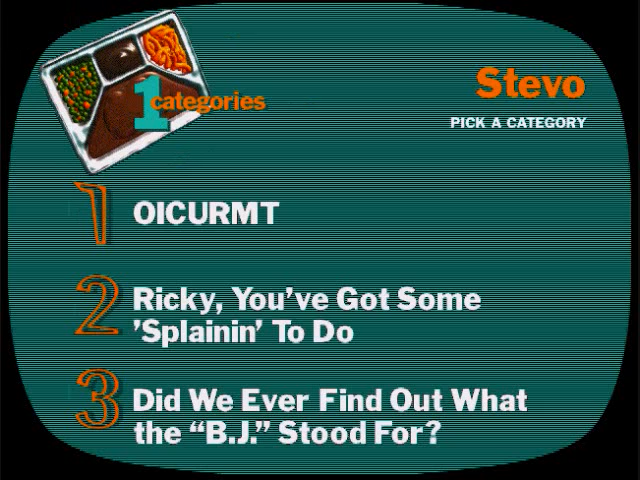 1 categories
Stevo
PICK A CATEGORY
1 OICURMT
2 Ricky, You've Got Some
'Splainin' To Do
3 Did We Ever Find Out What
the “B.J.” Stood For?